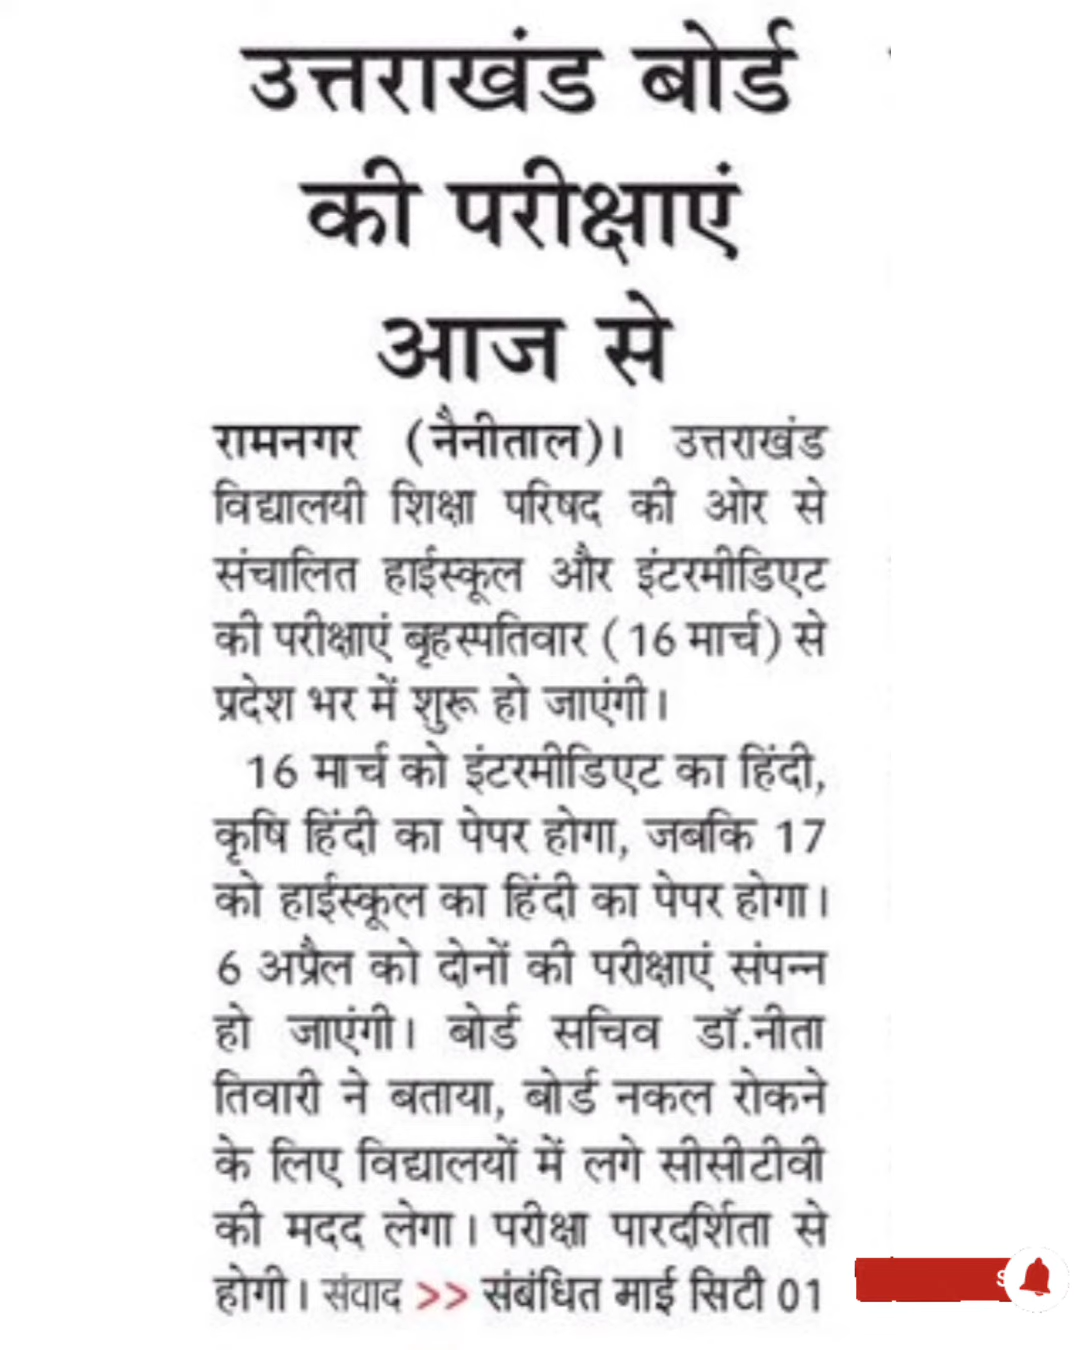 उत्तराखंड बोर्ड
की परीक्षाएं
आज से
रामनगर (नैनीताल)। उत्तराखंड
विद्यालयी शिक्षा परिषद की ओर से
संचालित हाईस्कूल और इंटरमीडिएट
की परीक्षाएं बृहस्पतिवार (16 मार्च) से
प्रदेश भर में शुरू हो जाएंगी।
16 मार्च को इंटरमीडिएट का हिंदी,
कृषि हिंदी का पेपर होगा, जबकि 17
को हाईस्कूल का हिंदी का पेपर होगा।
6 अप्रैल को दोनों की परीक्षाएं संपन्न
हो जाएंगी। बोर्ड सचिव डॉ.नीता
तिवारी ने बताया, बोर्ड नकल रोकने
के लिए विद्यालयों में लगे सीसीटीवी
की मदद लेगा। परीक्षा पारदर्शिता से
होगी। संवाद >> संबंधित माई सिटी 01